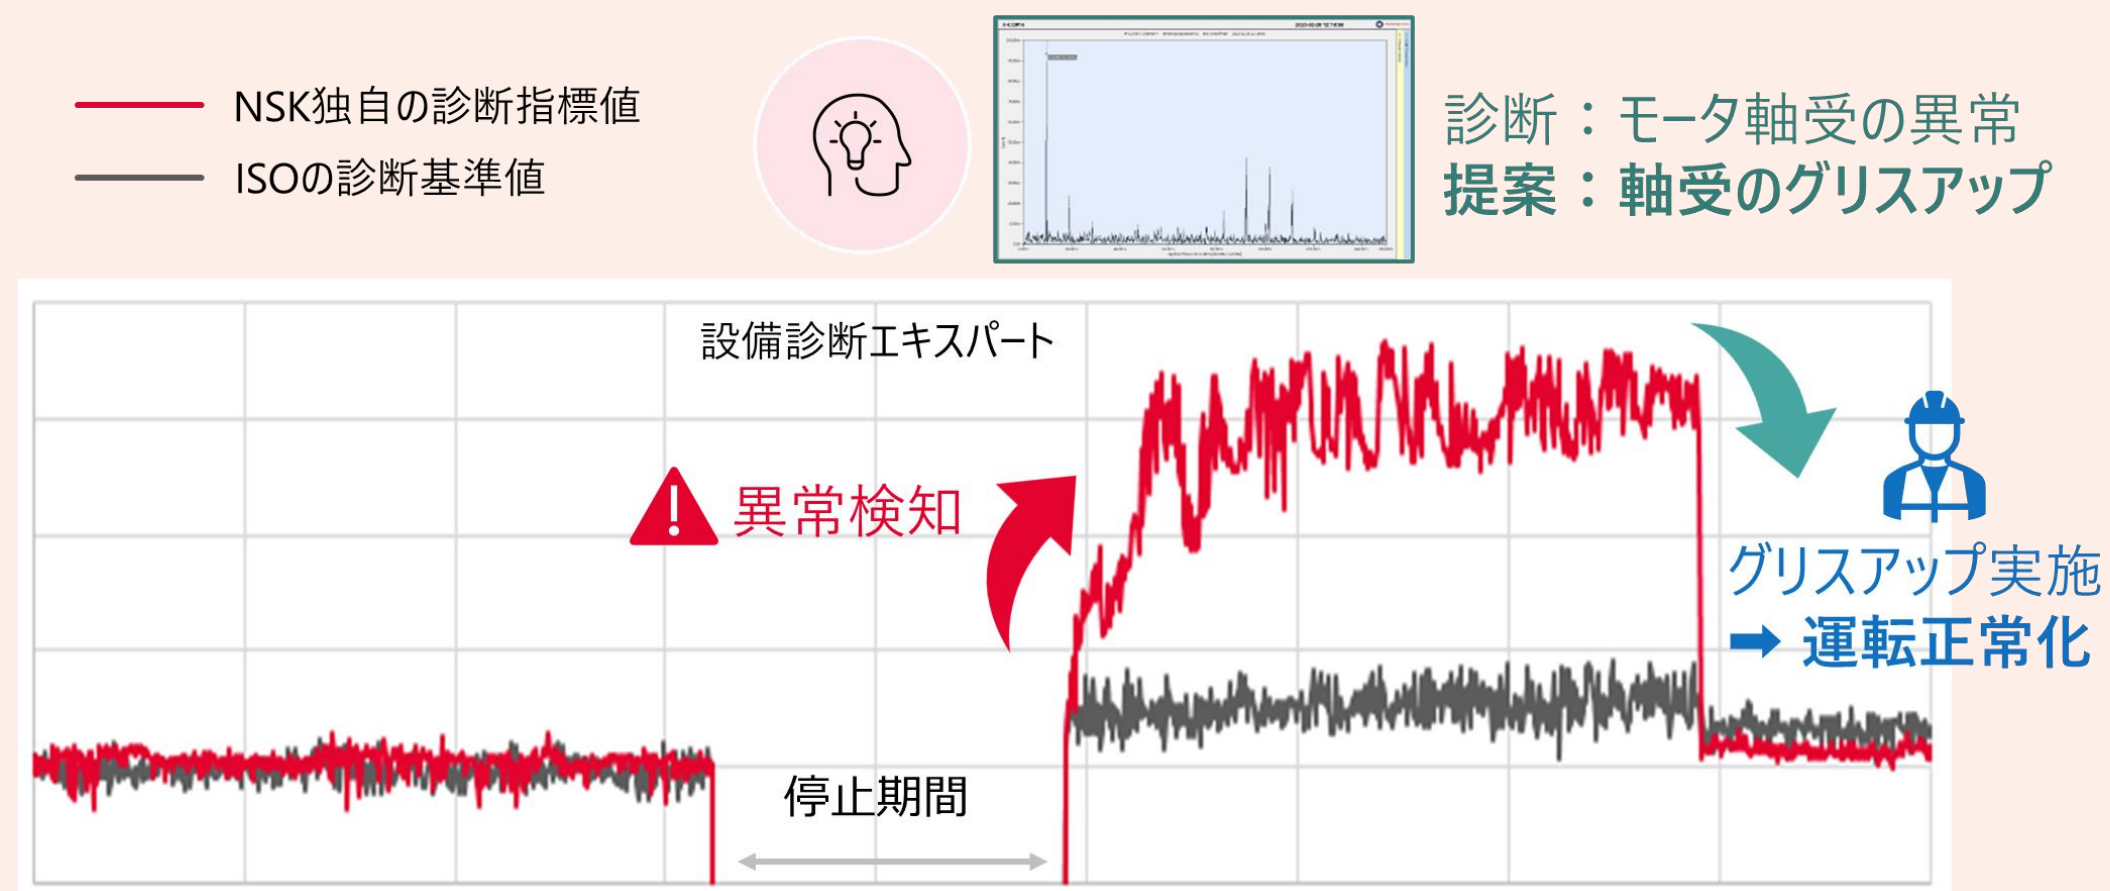 NSK独自の診断指標値
ISOの診断基準値
診断：モータ軸受の異常
提案：軸受のグリスアップ
設備診断エキスパート
異常検知
停止期間
グリスアップ実施
➡ 運転正常化